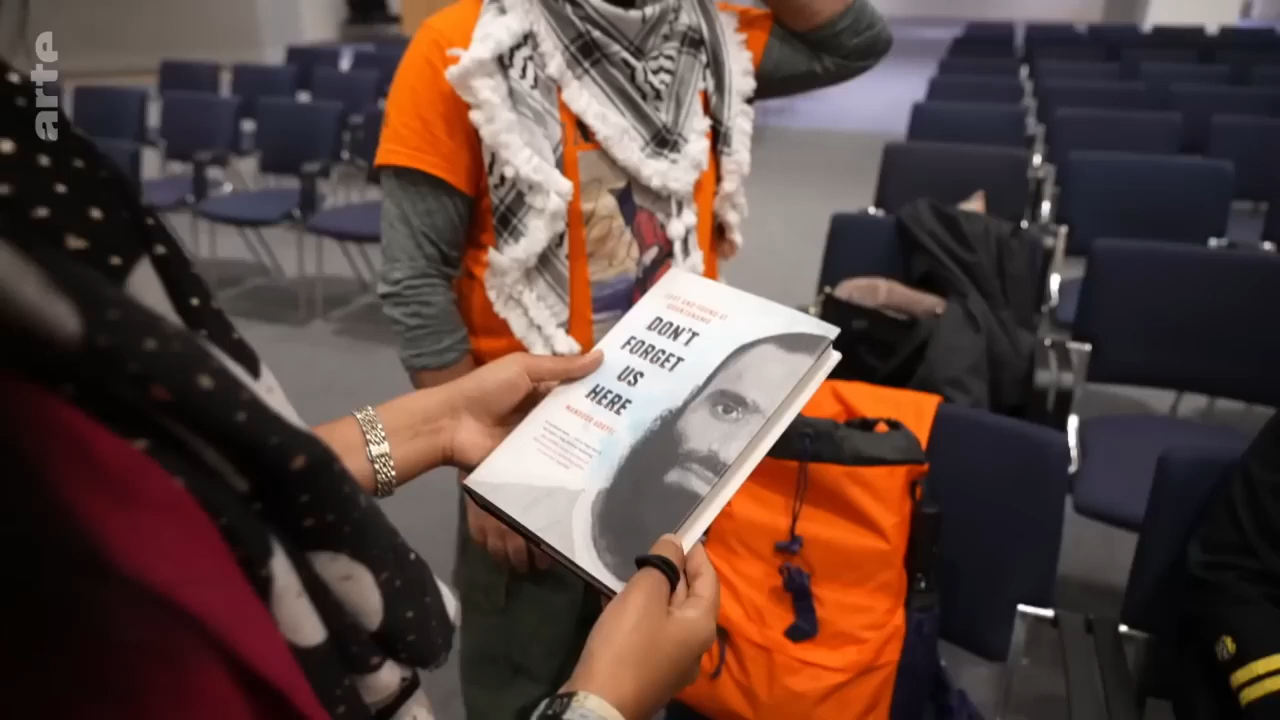 arte
LOST AND FOUND AT
GUANTÁNAMO
DON'T
FORGET
US
HERE
MANSOOR ADAYFI